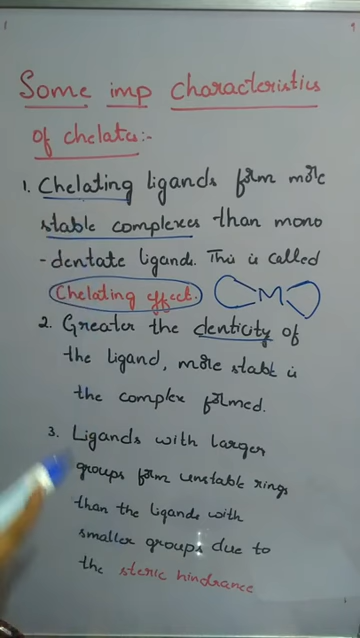 Some imp characteristics
of chelates:-
1. Chelating ligands form more
stable complexes than mono
-dentate ligands. This is called
Chelating effect. M
2. Greater the denticity of
the ligand, more stable is
the complex formed.
3. Ligands with larger
groups form unstable rings
than the ligands with
smaller groups due to
the steric hindrance